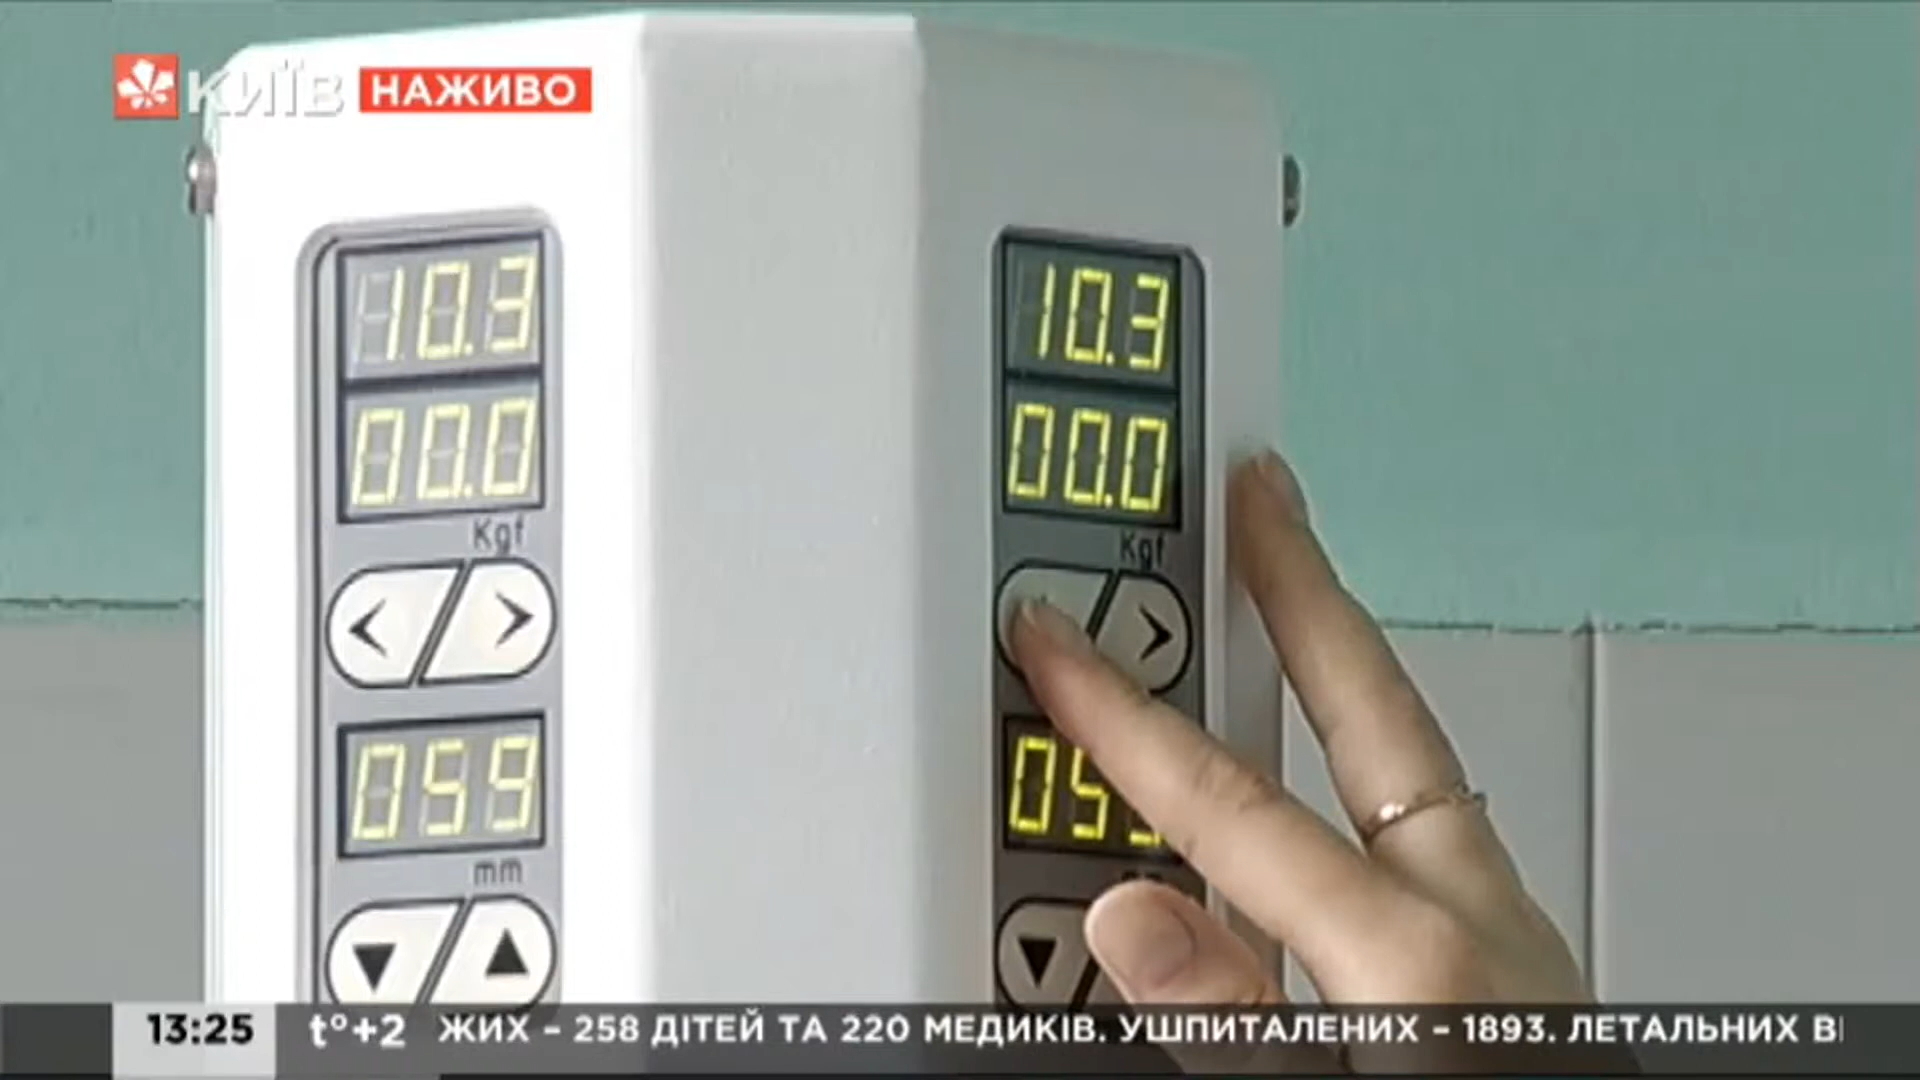 КИЇВ НАЖИВО
10.3
00.0
Kgf
059
mm
10.3
00.0
Kgf
13:25 t°+2 ЖИХ – 258 ДІТЕЙ ТА 220 МЕДИКІВ. УШПИТАЛЕНИХ – 1893. ЛЕТАЛЬНИХ